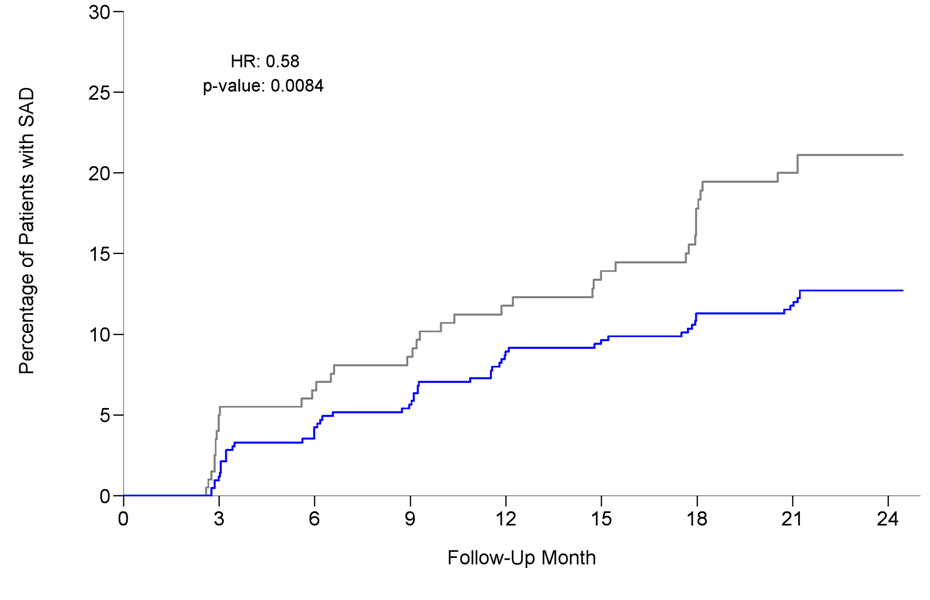 30
HR: 0.58
p-value: 0.0084
25
20
15
10
5
0
Percentage of Patients with SAD
0 3 6 9 12 15 18 21 24
Follow-Up Month